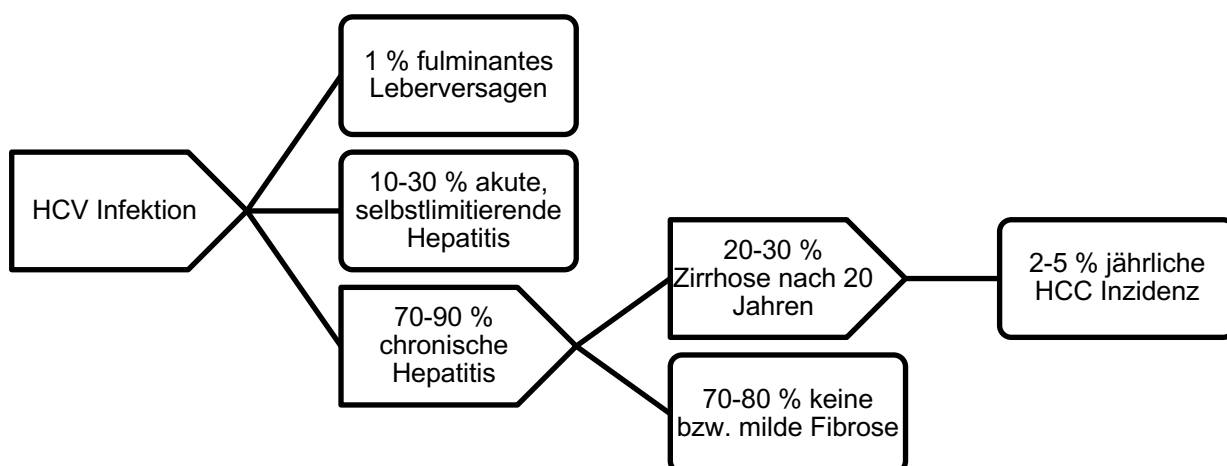 1 % fulminantes
Leberversagen
HCV Infektion
10-30 % akute,
selbstlimitierende
Hepatitis
70-90 %
chronische
Hepatitis
20-30 %
Zirrhose nach 20
Jahren
2-5 % jährliche
HCC Inzidenz
70-80 % keine
bzw. milde Fibrose